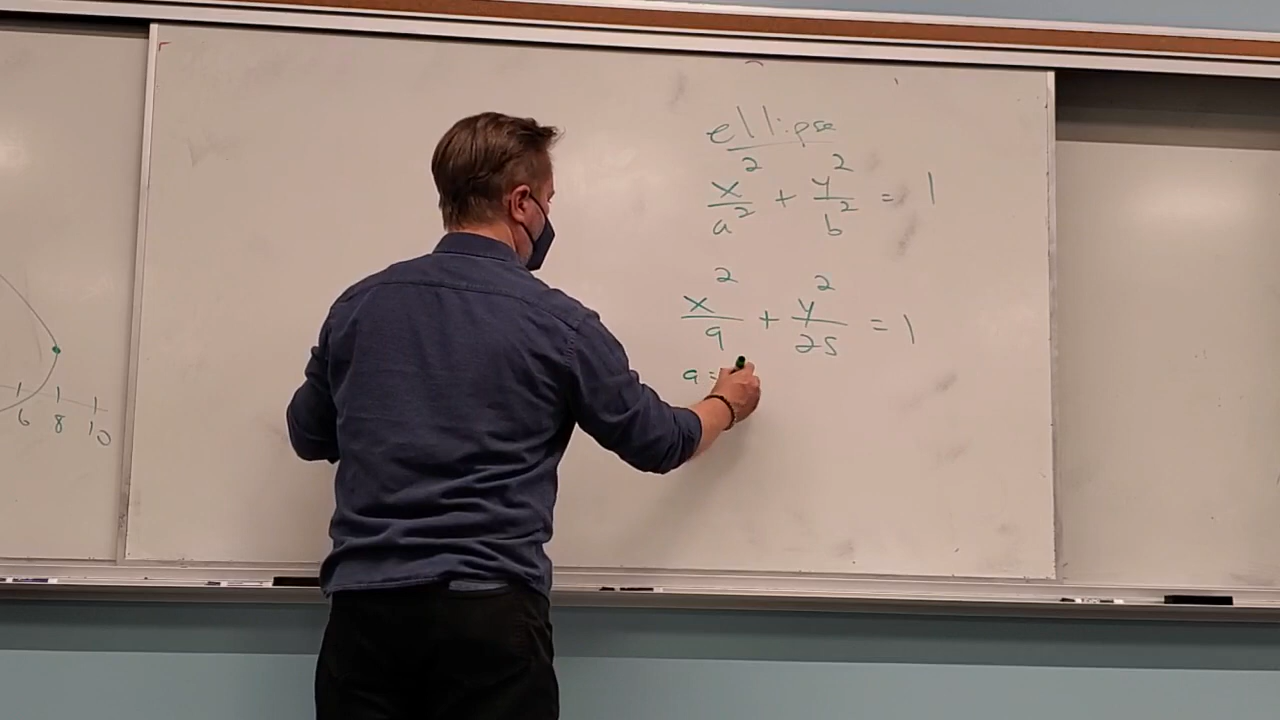 ellipse
x²/a² + y²/b² = 1
x²/9 + y²/25 = 1
a =
6 8 10